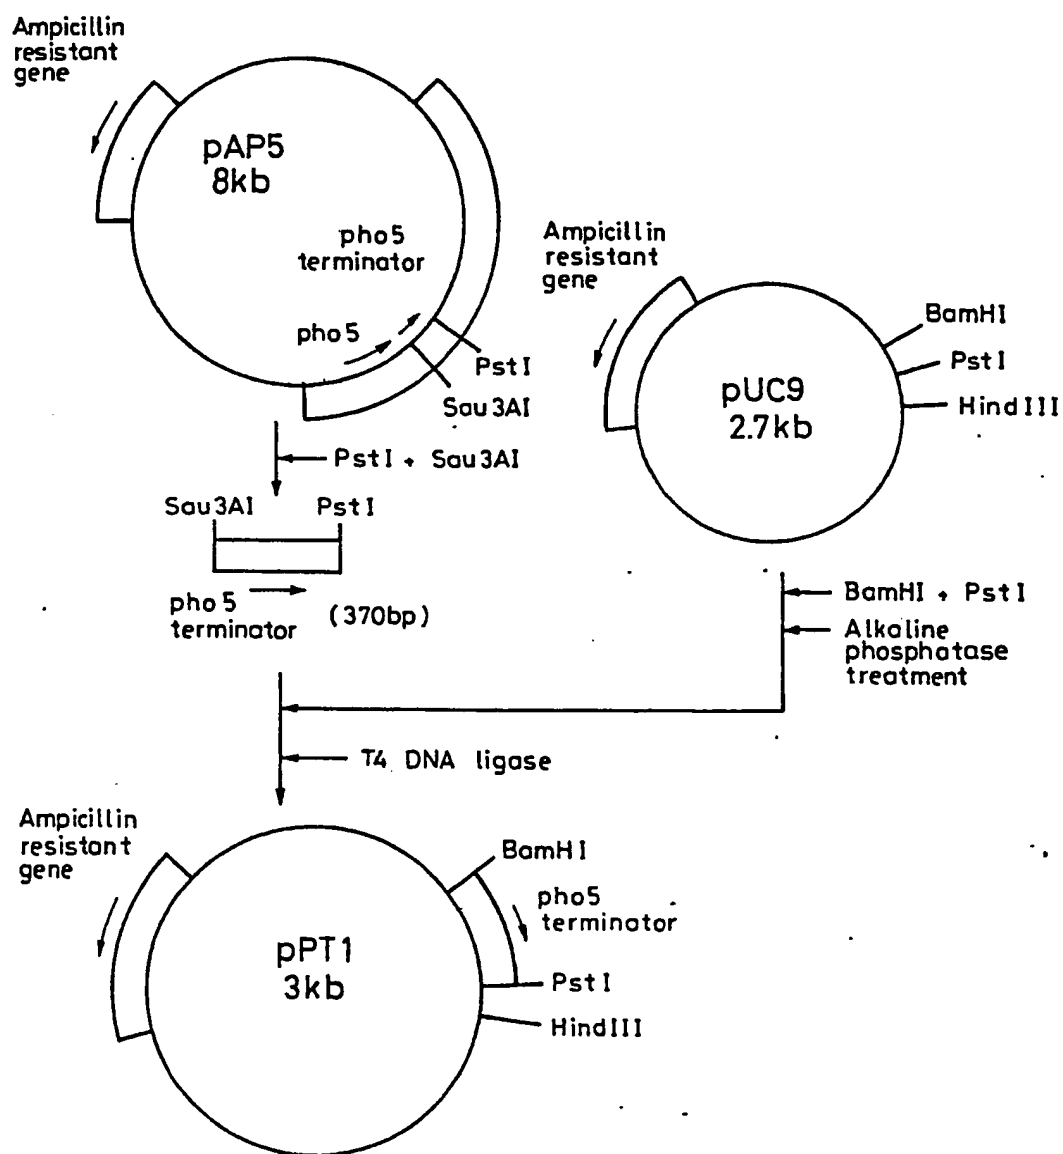 Ampicillin
resistant
gene
pAP5
8kb
pho5
terminator
pho5
PstI
Sau3AI
PstI + Sau3AI
Sau3AI PstI
pho5
terminator
(370bp)
Ampicillin
resistant
gene
pUC9
2.7kb
BamHI
PstI
HindIII
BamHI + PstI
Alkaline
phosphatase
treatment
T4 DNA ligase
Ampicillin
resistant
gene
pPT1
3kb
BamHI
pho5
terminator
PstI
HindIII